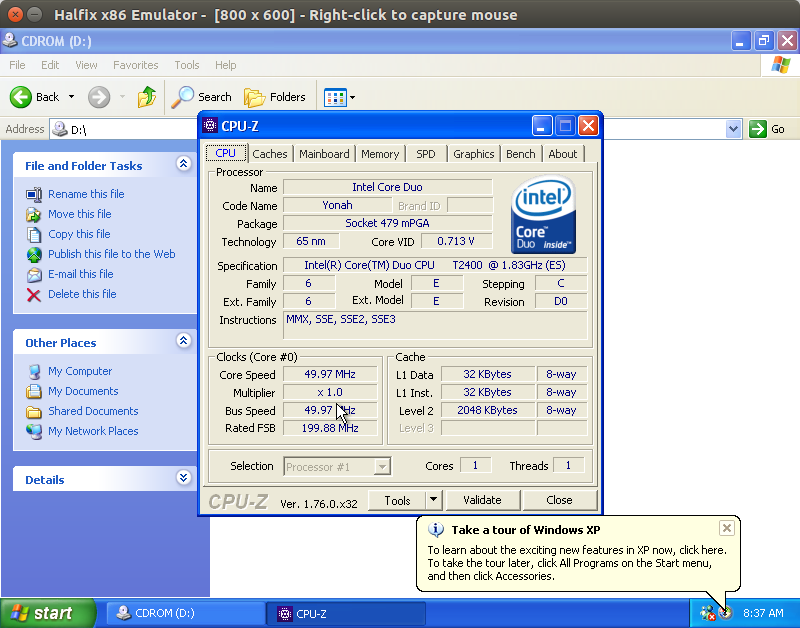 Halfix x86 Emulator - [800 x 600] - Right-click to capture mouse
CDROM (D:)
File Edit View Favorites Tools Help
Back Search Folders
Address D:\ Go
File and Folder Tasks
Rename this file
Move this file
Copy this file
Publish this file to the Web
E-mail this file
Delete this file
Other Places
My Computer
My Documents
Shared Documents
My Network Places
Details
CPU-Z
CPU Caches Mainboard Memory SPD Graphics Bench About
Processor
Name Intel Core Duo
Code Name Yonah Brand ID
Package Socket 479 mPGA
Technology 65 nm Core VID 0.713 V
intel
Core
Duo inside™
Specification Intel(R) Core(TM) Duo CPU T2400 @ 1.83GHz (ES)
Family 6 Model E Stepping C
Ext. Family 6 Ext. Model E Revision D0
Instructions MMX, SSE, SSE2, SSE3
Clocks (Core #0)
Core Speed 49.97 MHz
Multiplier x 1.0
Bus Speed 49.97 MHz
Rated FSB 199.88 MHz
Cache
L1 Data 32 KBytes 8-way
L1 Inst. 32 KBytes 8-way
Level 2 2048 KBytes 8-way
Level 3
Selection Processor #1 Cores 1 Threads 1
CPU-Z Ver. 1.76.0.x32 Tools Validate Close
Take a tour of Windows XP
To learn about the exciting new features in XP now, click here.
To take the tour later, click All Programs on the Start menu,
and then click Accessories.
start CDROM (D:) CPU-Z 8:37 AM